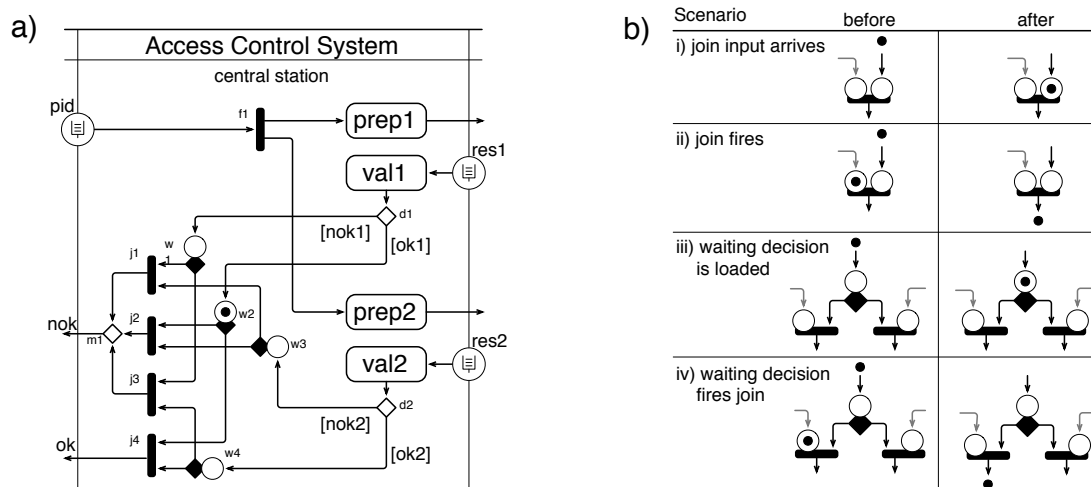 a)
Access Control System
central station
pid
f1
prep1
res1
val1
d1
[nok1]
[ok1]
w
1
j1
w2
prep2
j2
nok
m1
w3
res2
val2
j3
d2
[nok2]
j4
ok
w4
[ok2]
b)
Scenario before after
i) join input arrives
ii) join fires
iii) waiting decision
is loaded
iv) waiting decision
fires join